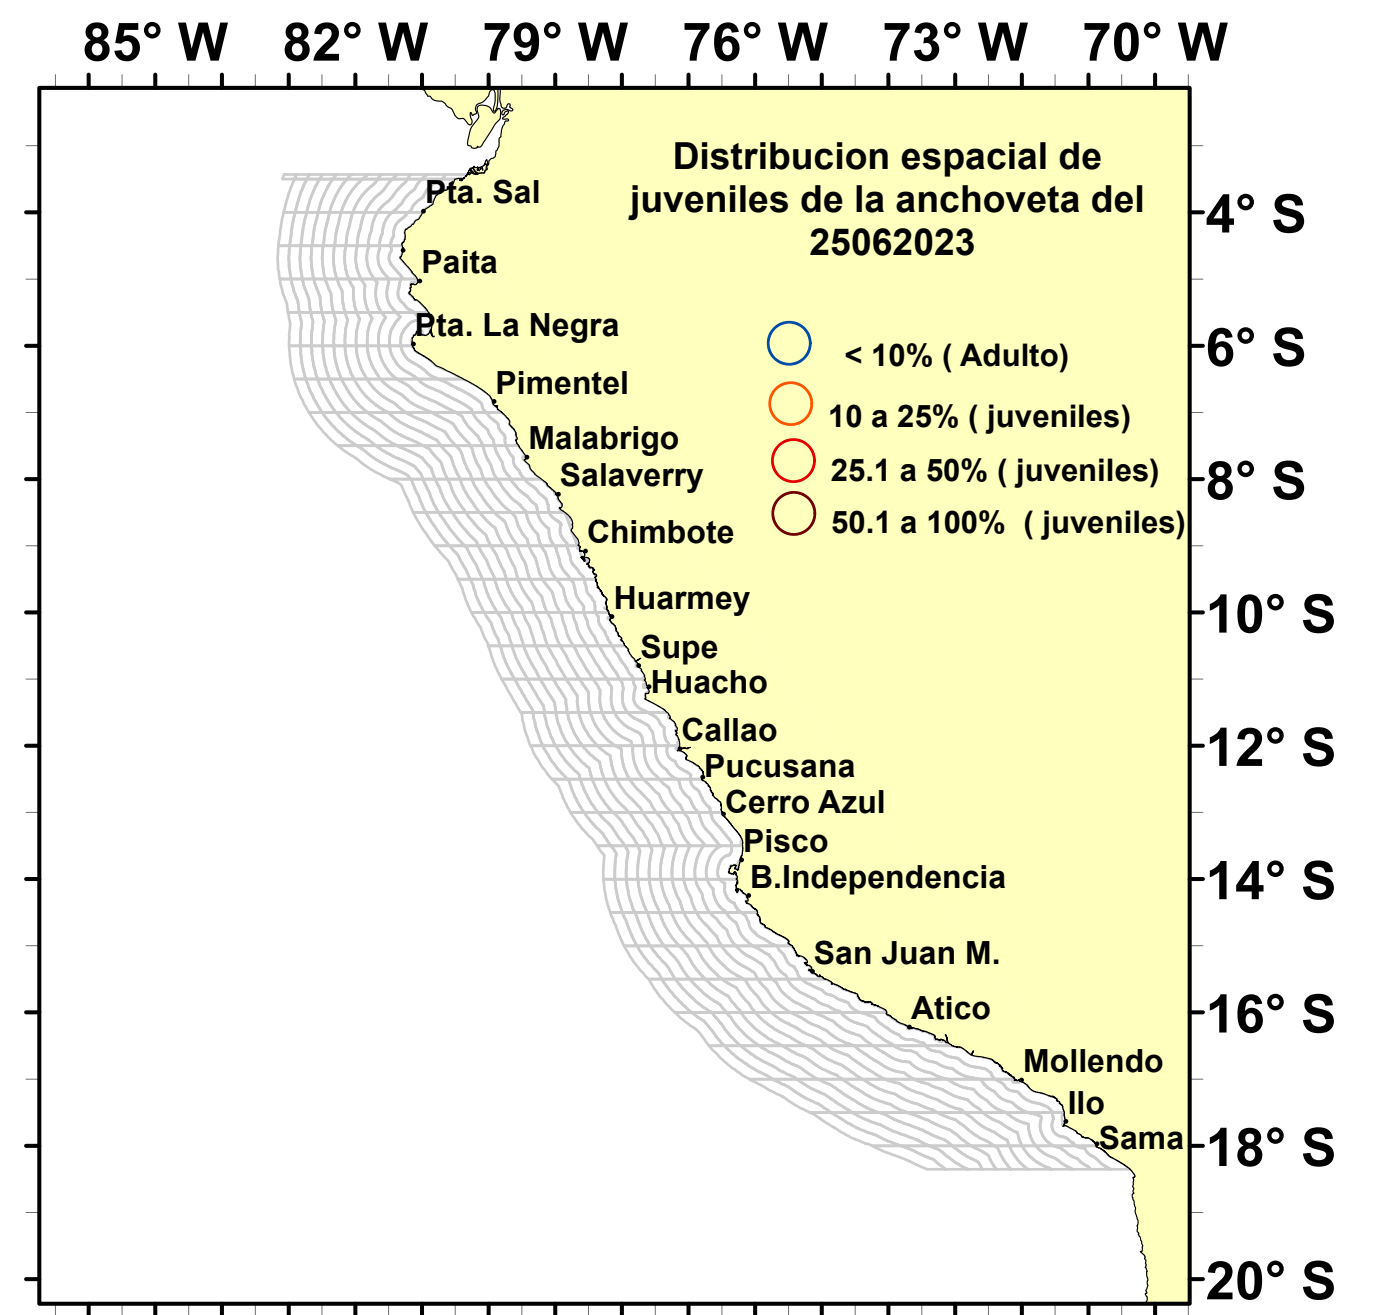 85° W 82° W 79° W 76° W 73° W 70° W
Distribucion espacial de
juveniles de la anchoveta del
25062023
Pta. Sal
4° S
Paita
Pta. La Negra
< 10% ( Adulto)
6° S
Pimentel
10 a 25% ( juveniles)
Malabrigo
25.1 a 50% ( juveniles)
Salaverry
8° S
50.1 a 100%  ( juveniles)
Chimbote
Huarmey
10° S
Supe
Huacho
Callao
12° S
Pucusana
Cerro Azul
Pisco
B.Independencia
14° S
San Juan M.
Atico
16° S
Mollendo
Ilo
Sama
18° S
20° S